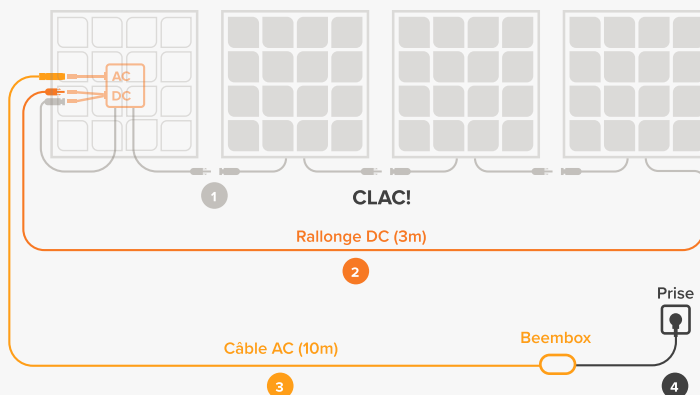 AC
DC
1
CLAC!
Rallonge DC (3m)
2
Prise
Beembox
Câble AC (10m)
3
4